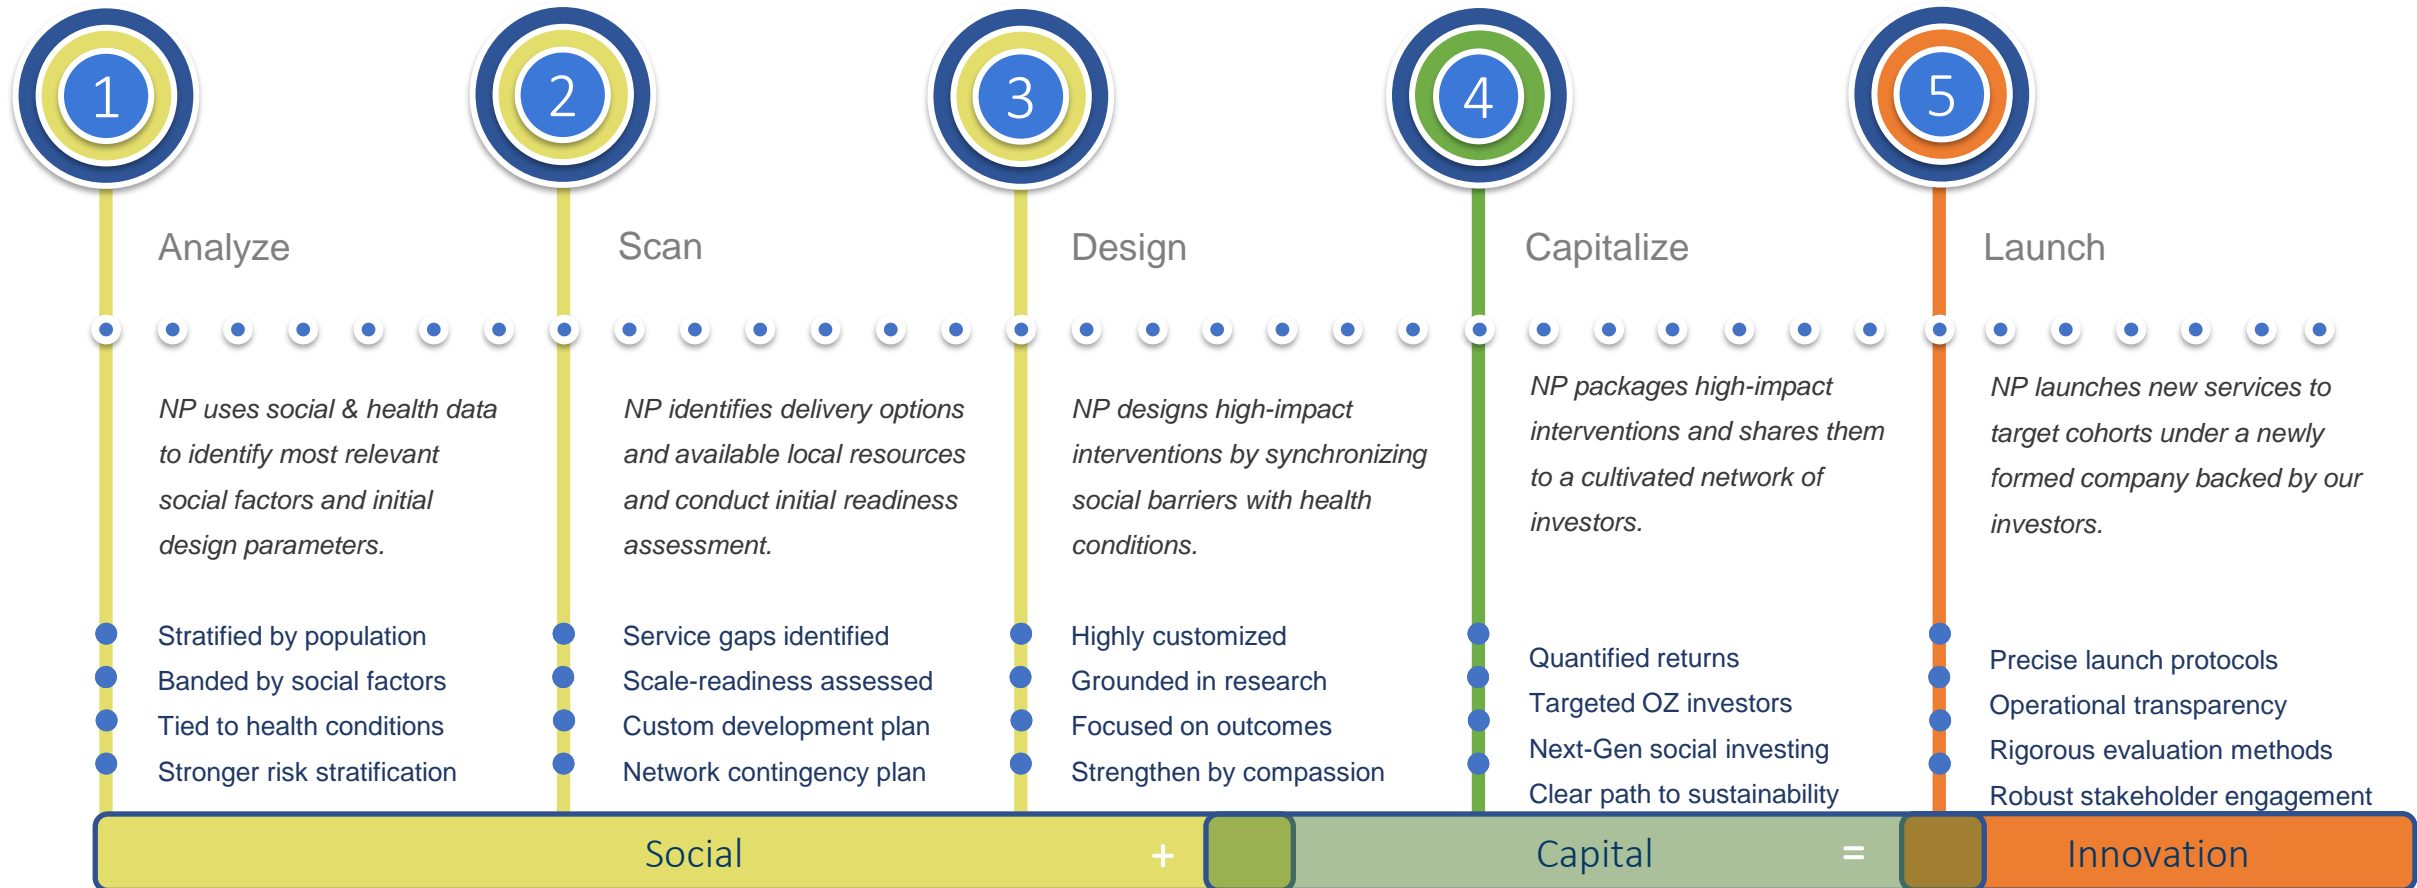 1
2
3
4
5
Analyze
Scan
Design
Capitalize
Launch
NP uses social & health data
to identify most relevant
social factors and initial
design parameters.
NP identifies delivery options
and available local resources
and conduct initial readiness
assessment.
NP designs high-impact
interventions by synchronizing
social barriers with health
conditions.
NP packages high-impact
interventions and shares them
to a cultivated network of
investors.
NP launches new services to
target cohorts under a newly
formed company backed by our
investors.
Stratified by population
Banded by social factors
Tied to health conditions
Stronger risk stratification
Service gaps identified
Scale-readiness assessed
Custom development plan
Network contingency plan
Highly customized
Grounded in research
Focused on outcomes
Strengthen by compassion
Quantified returns
Targeted OZ investors
Next-Gen social investing
Clear path to sustainability
Precise launch protocols
Operational transparency
Rigorous evaluation methods
Robust stakeholder engagement
Social + Capital = Innovation